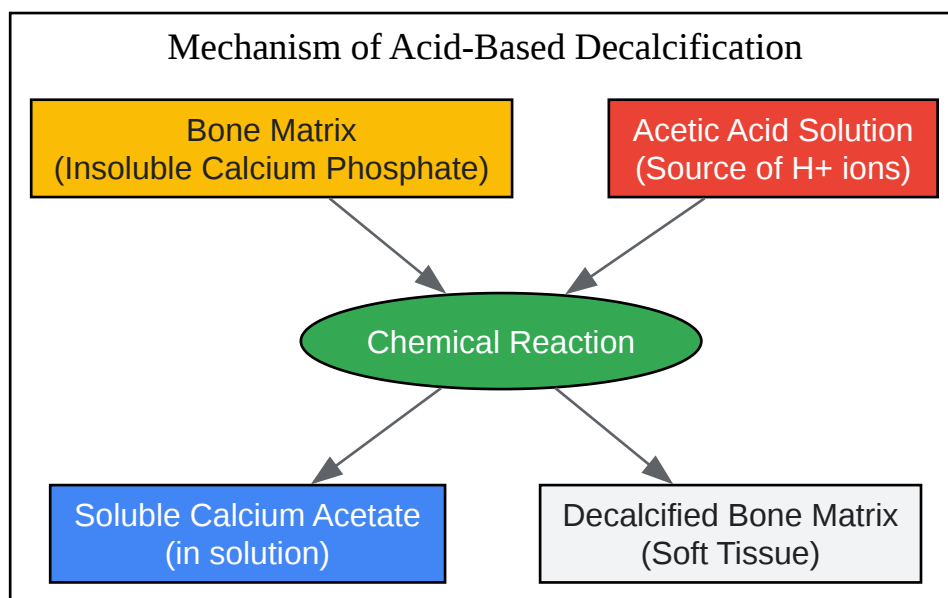 Mechanism of Acid-Based Decalcification
Bone Matrix
(Insoluble Calcium Phosphate)
Acetic Acid Solution
(Source of H+ ions)
Chemical Reaction
Soluble Calcium Acetate
(in solution)
Decalcified Bone Matrix
(Soft Tissue)